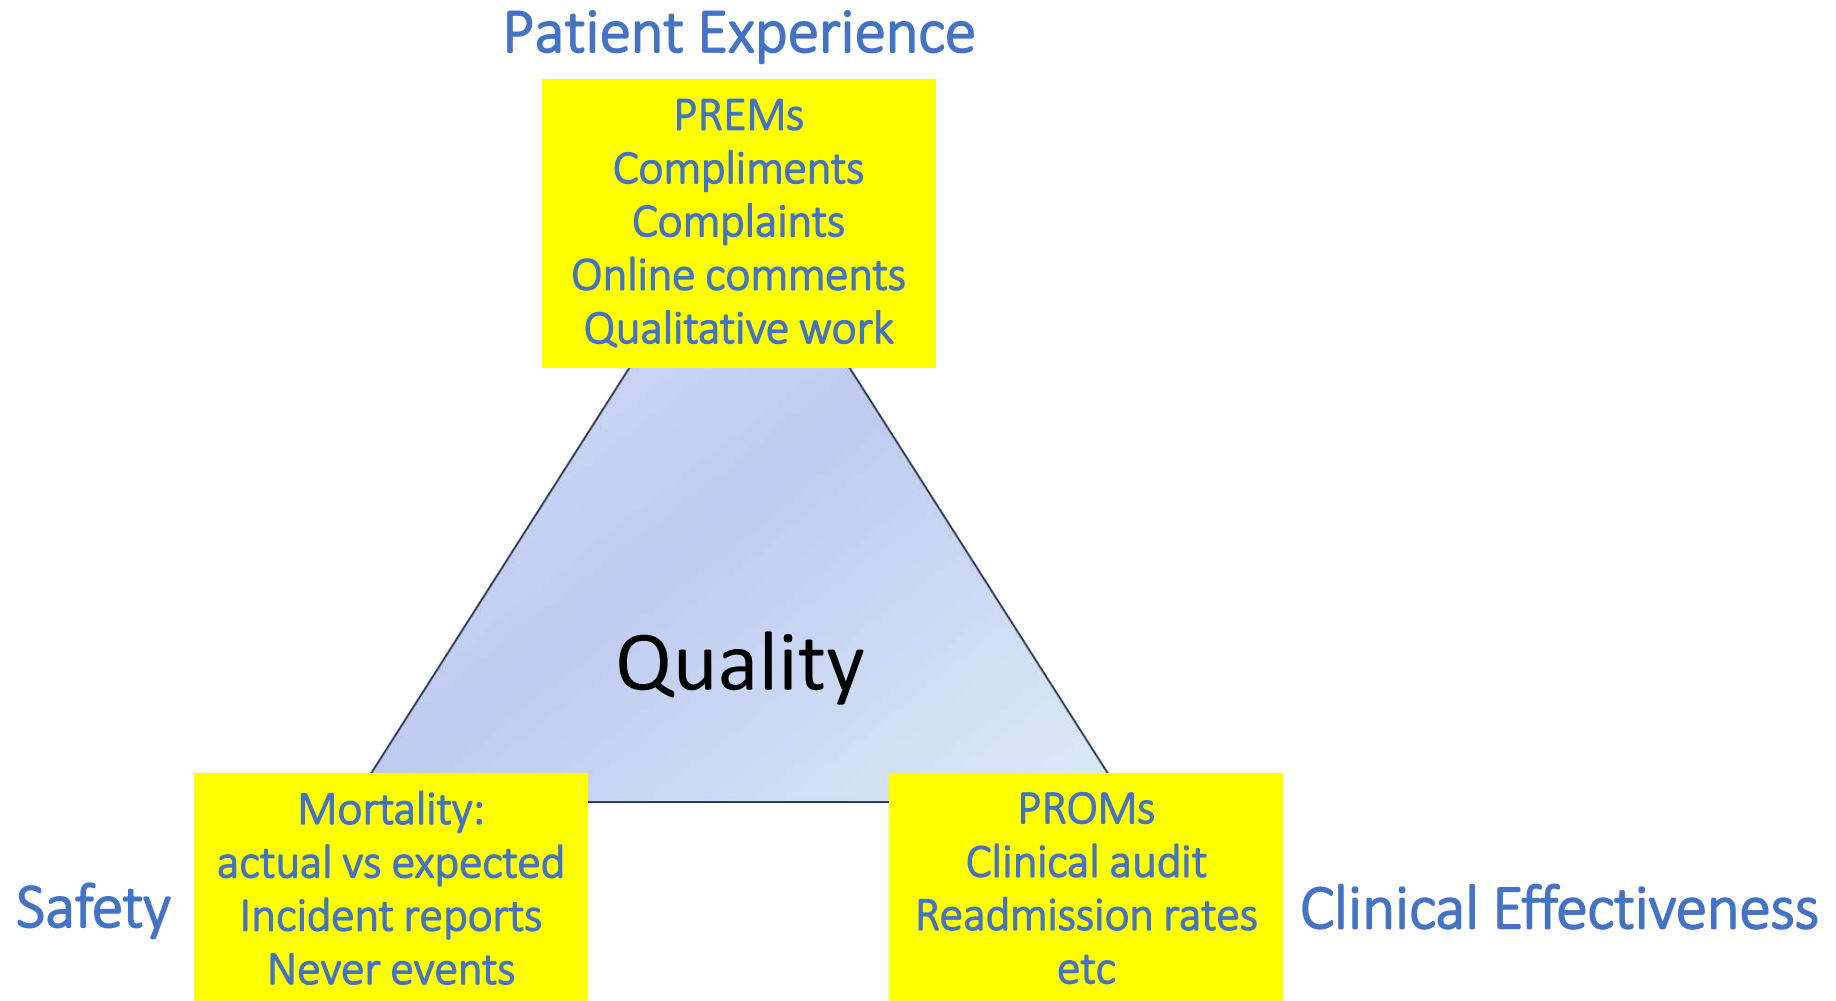 Patient Experience
PREMs
Compliments
Complaints
Online comments
Qualitative work
Quality
Safety
Mortality:
actual vs expected
Incident reports
Never events
PROMs
Clinical audit
Readmission rates
etc
Clinical Effectiveness